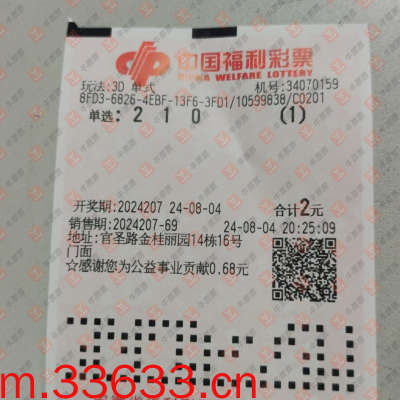 中国福利彩票
CHINA WELFARE LOTTERY
玩法:3D 单式 机号:34070159
8FD3-6826-4EBF-13F6-3FD1/10599838/C0201
单选: 2 1 0 (1)
开奖期:2024207 24-08-04 合计2元
销售期:2024207-69 24-08-04 20:25:09
地址:官圣路金桂丽园14栋16号
门面
☆感谢您为公益事业贡献0.68元
m.33633.cn